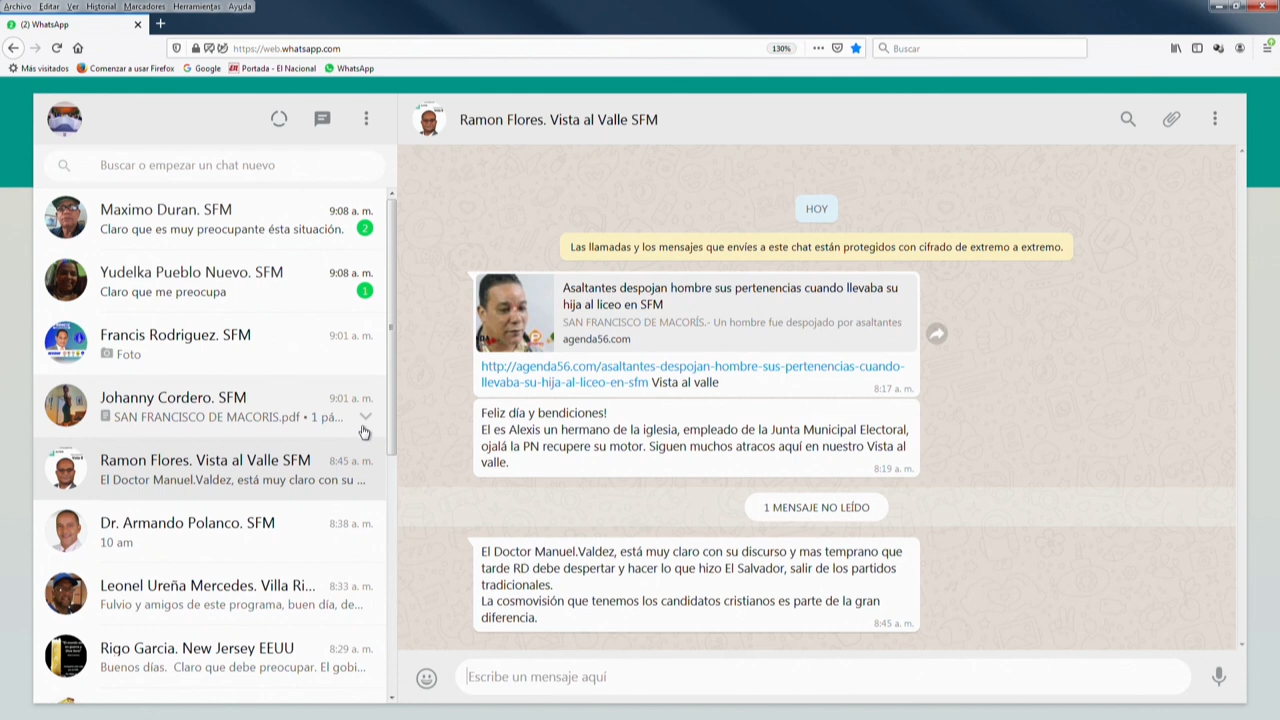 Archivo Editar Ver Historial Marcadores Herramientas Ayuda
(2) WhatsApp
https://web.whatsapp.com
130%
Buscar
Más visitados Comenzar a usar Firefox Google Portada - El Nacional WhatsApp
Ramon Flores. Vista al Valle SFM
Buscar o empezar un chat nuevo
Maximo Duran. SFM 9:08 a. m.
Claro que es muy preocupante ésta situación. 2
Yudelka Pueblo Nuevo. SFM 9:08 a. m.
Claro que me preocupa 1
Francis Rodriguez. SFM 9:01 a. m.
Foto
Johanny Cordero. SFM 9:01 a. m.
SAN FRANCISCO DE MACORIS.pdf • 1 pá...
Ramon Flores. Vista al Valle SFM 8:45 a. m.
El Doctor Manuel.Valdez, está muy claro con su ...
Dr. Armando Polanco. SFM 8:38 a. m.
10 am
Leonel Ureña Mercedes. Villa Ri... 8:33 a. m.
Fulvio y amigos de este programa, buen día, de...
Rigo Garcia. New Jersey EEUU 8:29 a. m.
Buenos días. Claro que debe preocupar. El gobi...
HOY
Las llamadas y los mensajes que envíes a este chat están protegidos con cifrado de extremo a extremo.
Asaltantes despojan hombre sus pertenencias cuando llevaba su
hija al liceo en SFM
SAN FRANCISCO DE MACORÍS.- Un hombre fue despojado por asaltantes
agenda56.com
http://agenda56.com/asaltantes-despojan-hombre-sus-pertenencias-cuando-
llevaba-su-hija-al-liceo-en-sfm Vista al valle
8:17 a. m.
Feliz día y bendiciones!
El es Alexis un hermano de la iglesia, empleado de la Junta Municipal Electoral,
ojalá la PN recupere su motor. Siguen muchos atracos aquí en nuestro Vista al
valle.
8:19 a. m.
1 MENSAJE NO LEÍDO
El Doctor Manuel.Valdez, está muy claro con su discurso y mas temprano que
tarde RD debe despertar y hacer lo que hizo El Salvador, salir de los partidos
tradicionales.
La cosmovisión que tenemos los candidatos cristianos es parte de la gran
diferencia.
8:45 a. m.
Escribe un mensaje aquí